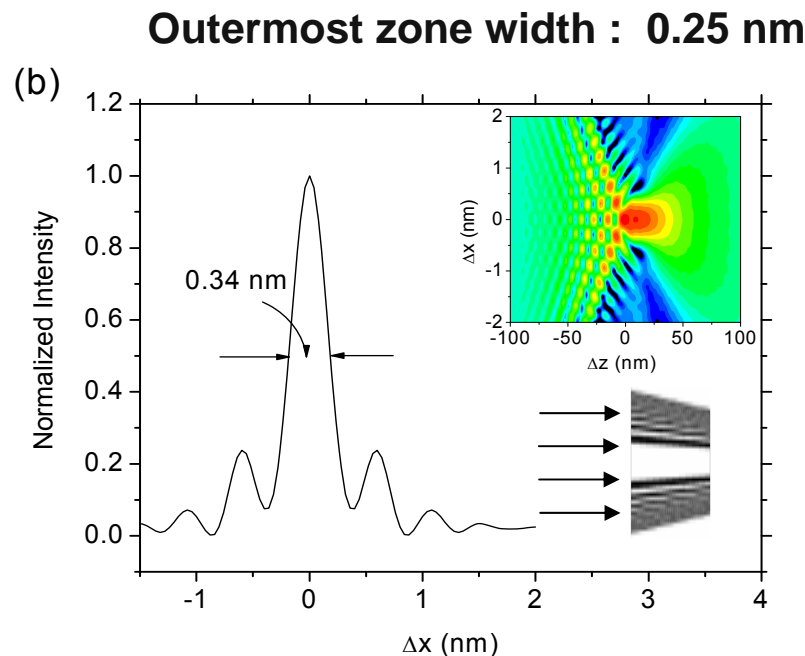 Outermost zone width : 0.25 nm
(b)
1.2
1.0
0.8
0.6
0.4
0.2
0.0
Normalized Intensity
-1 0 1 2 3 4
Δx (nm)
0.34 nm
2
1
0
-1
-2
Δx (nm)
-100 -50 0 50 100
Δz (nm)